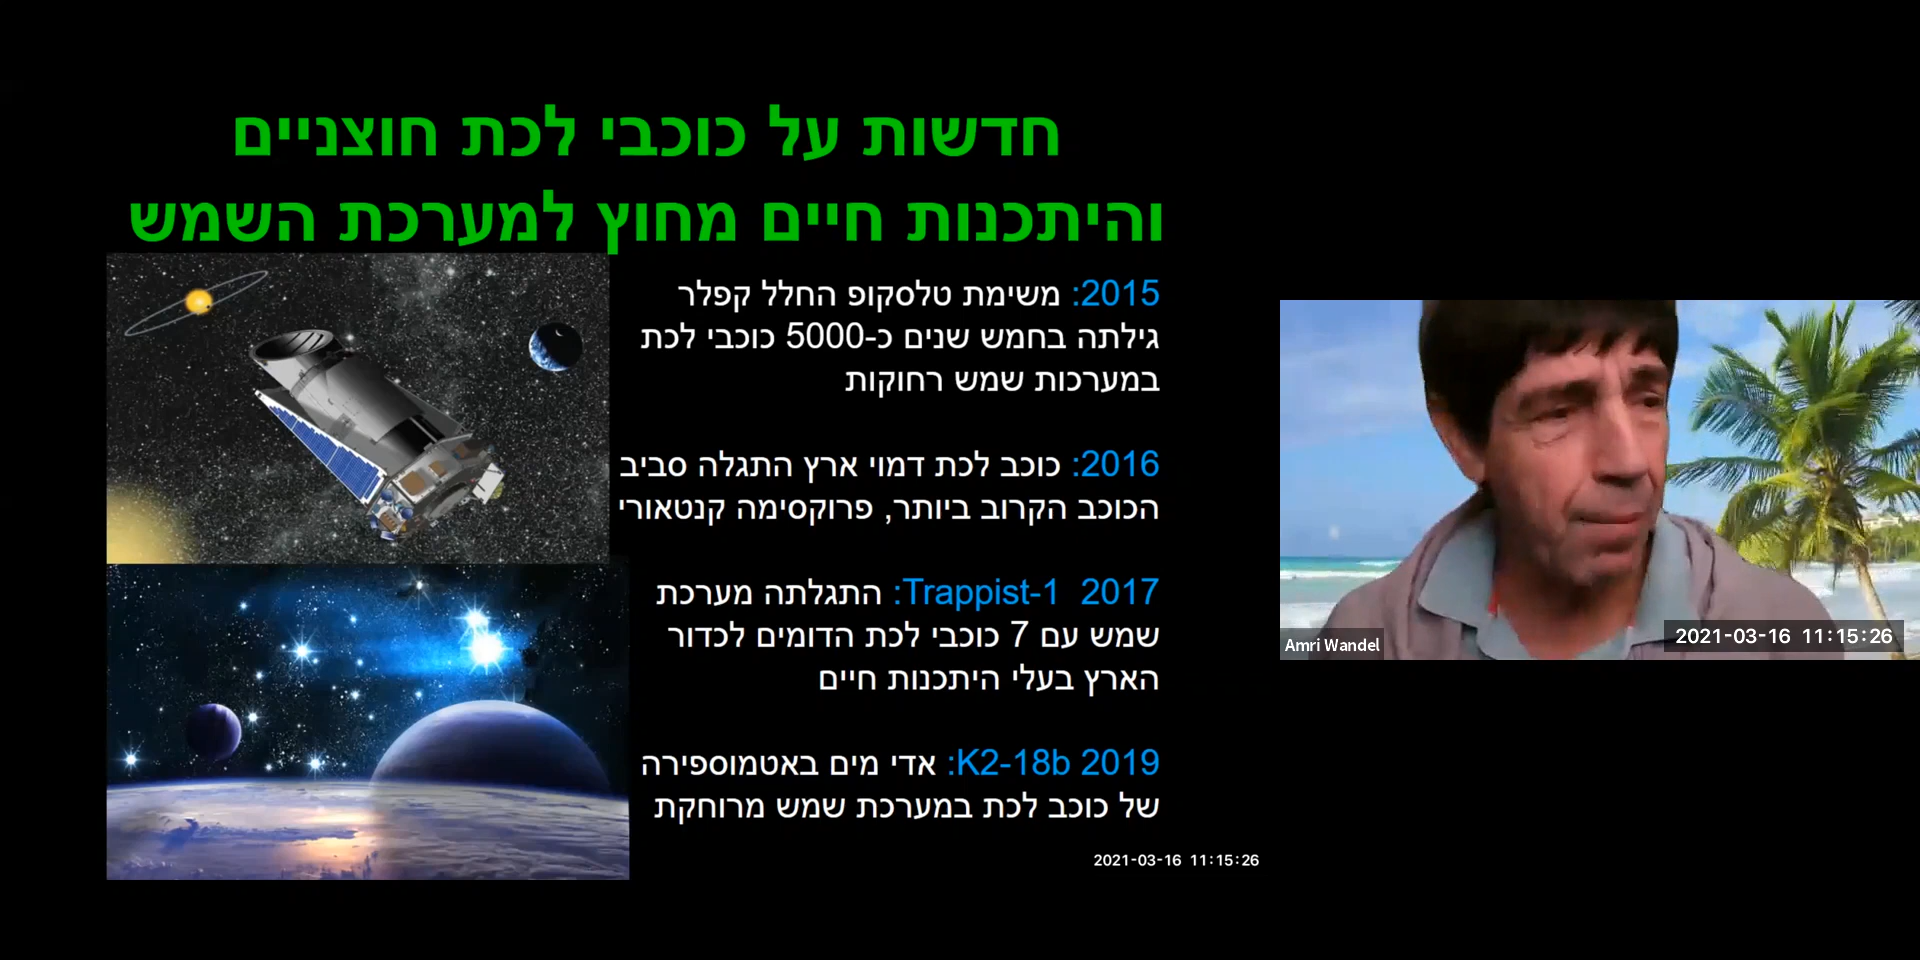 חדשות על כוכבי לכת חוצניים
והיתכנות חיים מחוץ למערכת השמש
2015: משימת טלסקופ החלל קפלר
גילתה בחמש שנים כ-5000 כוכבי לכת
במערכות שמש רחוקות
2016: כוכב לכת דמוי ארץ התגלה סביב
הכוכב הקרוב ביותר, פרוקסימה קנטאורי
2017 Trappist-1: התגלתה מערכת
שמש עם 7 כוכבי לכת הדומים לכדור
הארץ בעלי היתכנות חיים
2019 K2-18b: אדי מים באטמוספירה
של כוכב לכת במערכת שמש מרוחקת
2021-03-16 11:15:26
Amri Wandel
2021-03-16 11:15:26